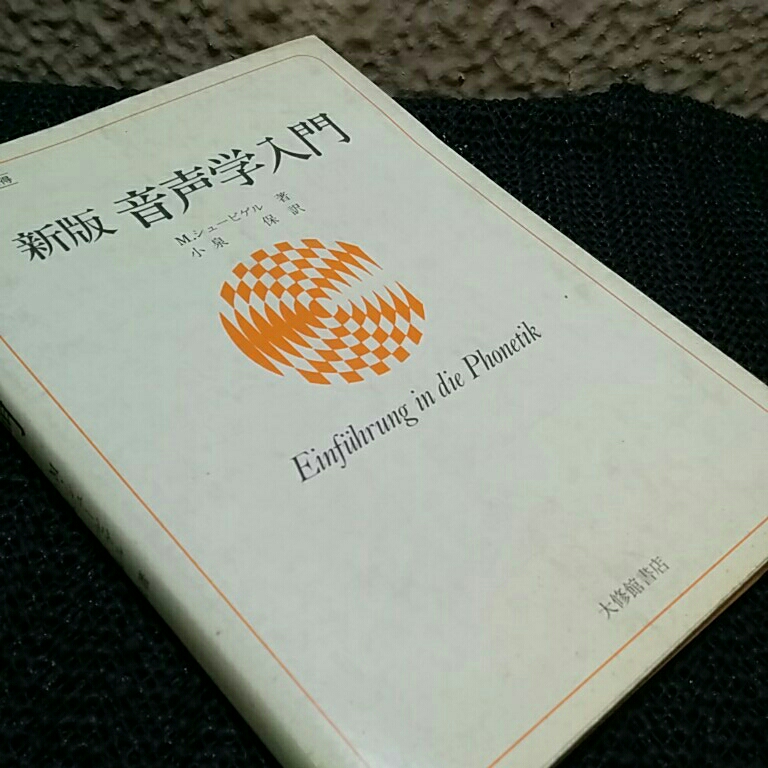 新版 音声学入門
M.シュービゲル 著
小泉 保 訳
Einführung in die Phonetik
大修館書店